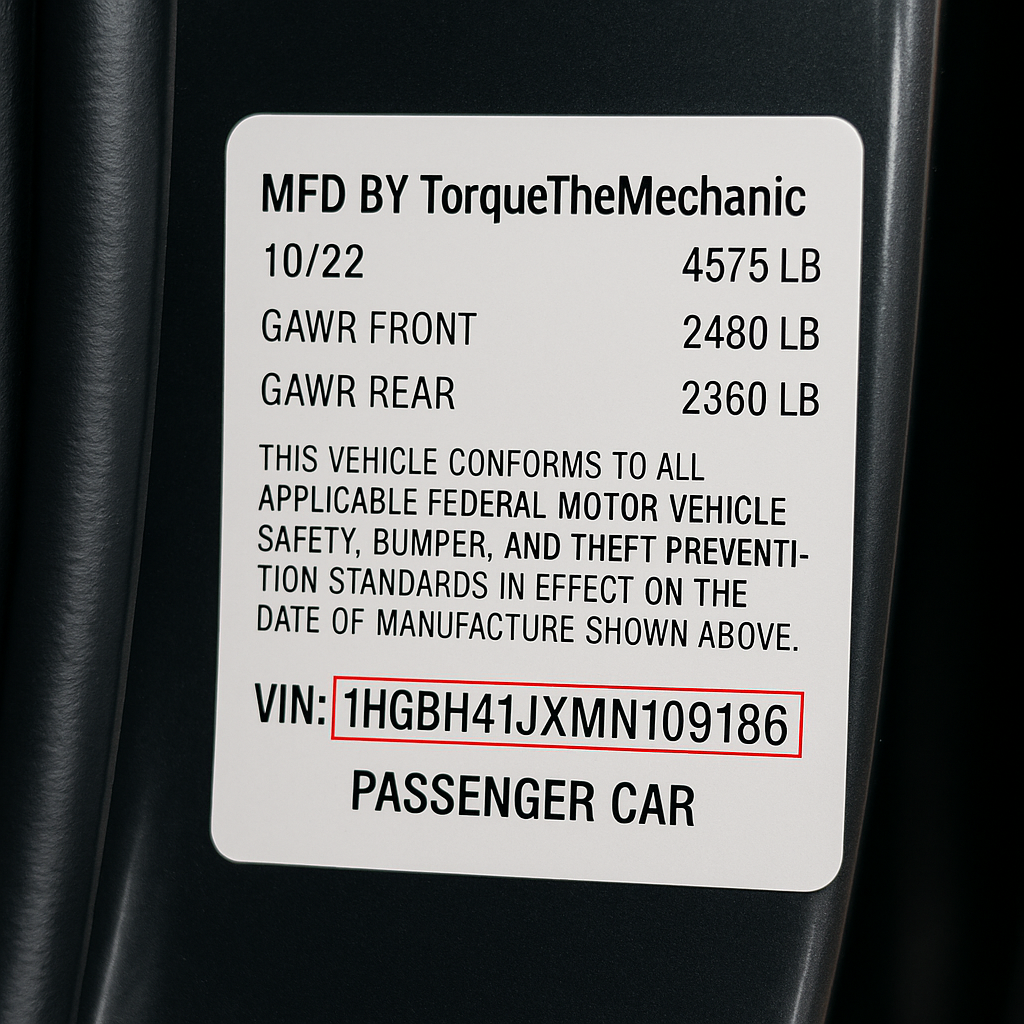 MFD BY TorqueTheMechanic
10/22 4575 LB
GAWR FRONT 2480 LB
GAWR REAR 2360 LB
THIS VEHICLE CONFORMS TO ALL
APPLICABLE FEDERAL MOTOR VEHICLE
SAFETY, BUMPER, AND THEFT PREVENTI-
TION STANDARDS IN EFFECT ON THE
DATE OF MANUFACTURE SHOWN ABOVE.
VIN: 1HGBH41JXMN109186
PASSENGER CAR